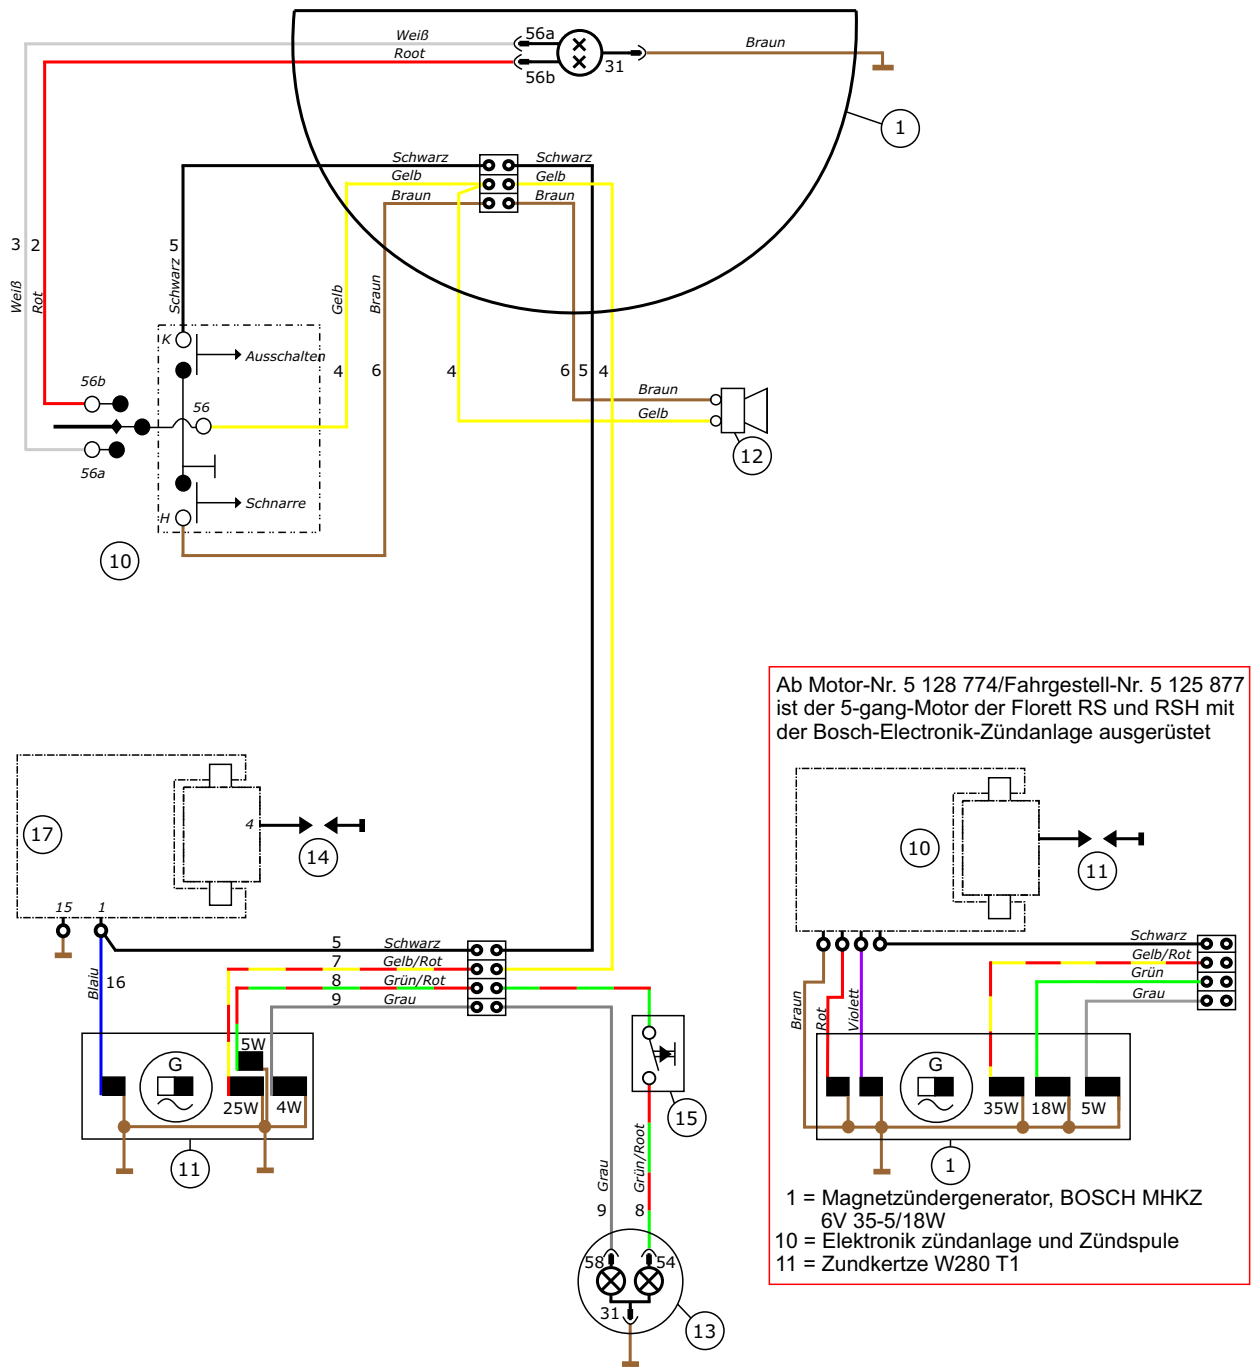 Weiß
56a
Braun
Root
56b
31
1
Schwarz
Schwarz
Gelb
Gelb
Braun
Braun
3
2
5
Weiß
Rot
Schwarz
Gelb
Braun
K
Ausschalten
4
6
4
6
5
4
56b
56
Braun
Gelb
56a
12
Schnarre
H
10
Ab Motor-Nr. 5 128 774/Fahrgestell-Nr. 5 125 877
ist der 5-gang-Motor der Florett RS und RSH mit
der Bosch-Electronik-Zündanlage ausgerüstet
17
4
14
10
11
15
1
5
Schwarz
7
Gelb/Rot
8
Grün/Rot
9
Grau
Blaiu
16
Schwarz
Gelb/Rot
Grün
Grau
Braun
Rot
Violett
G
5W
25W
4W
11
15
G
35W
18W
5W
1
Grau
Grün/Root
9
8
58
54
31
13
1 = Magnetzündergenerator, BOSCH MHKZ
6V 35-5/18W
10 = Elektronik zündanlage und Zündspule
11 = Zundkertze W280 T1